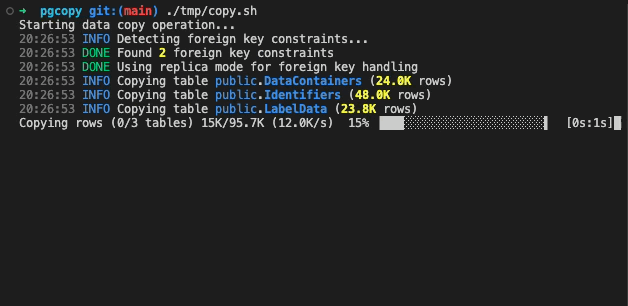 → pgcopy git:(main) ./tmp/copy.sh
Starting data copy operation...
20:26:53 INFO Detecting foreign key constraints...
20:26:53 DONE Found 2 foreign key constraints
20:26:53 DONE Using replica mode for foreign key handling
20:26:53 INFO Copying table public.DataContainers (24.0K rows)
20:26:53 INFO Copying table public.Identifiers (48.0K rows)
20:26:53 INFO Copying table public.LabelData (23.8K rows)
Copying rows (0/3 tables) 15K/95.7K (12.0K/s) 15% [0s:1s]